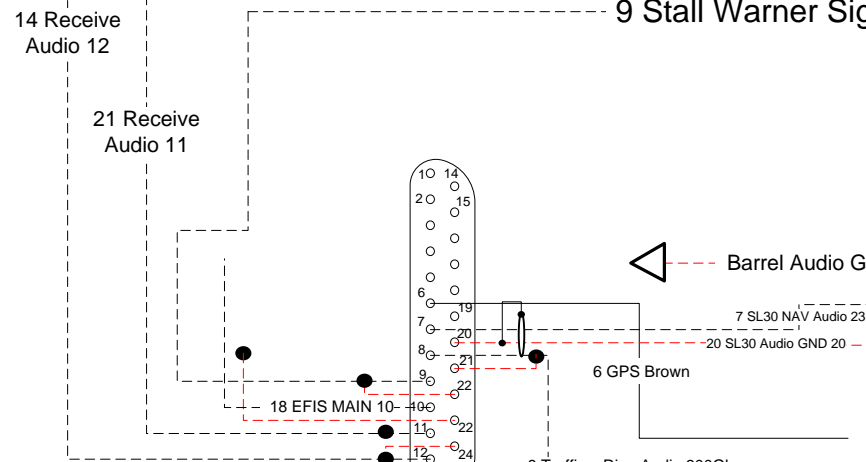 9 Stall Warner Sig
14 Receive
Audio 12
21 Receive
Audio 11
1
14
2
15
Barrel Audio G
6
19
7 SL30 NAV Audio 23
7
20
20 SL30 Audio GND 20
8
21
6 GPS Brown
9
22
18 EFIS MAIN 10
10
22
11
12
24